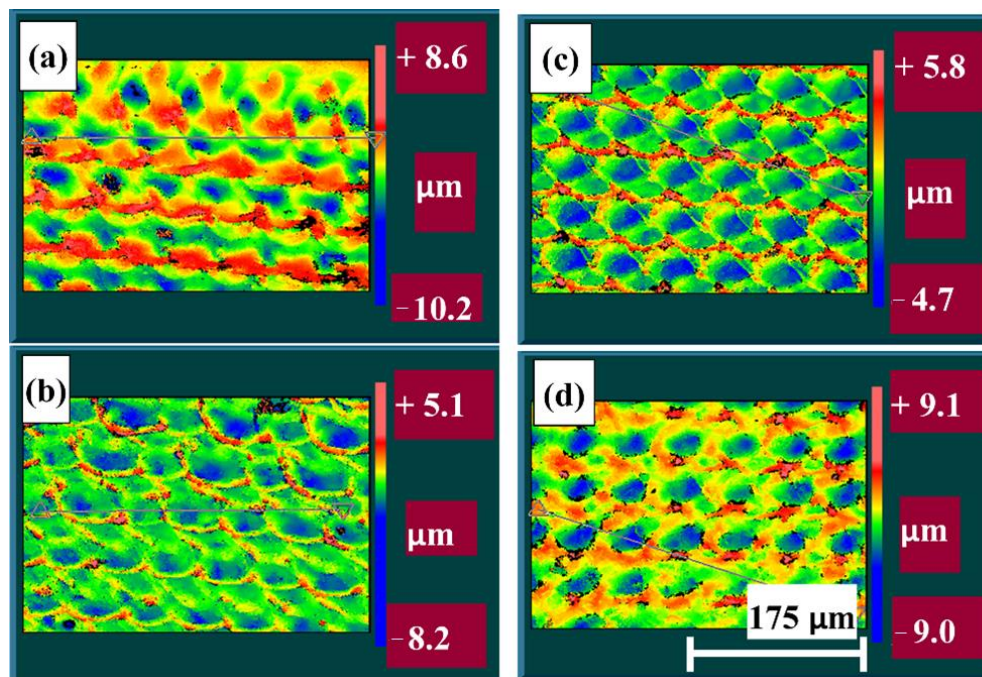 (a)
+ 8.6
μm
– 10.2
(b)
+ 5.1
μm
– 8.2
(c)
+ 5.8
μm
– 4.7
(d)
+ 9.1
μm
– 9.0
175 μm